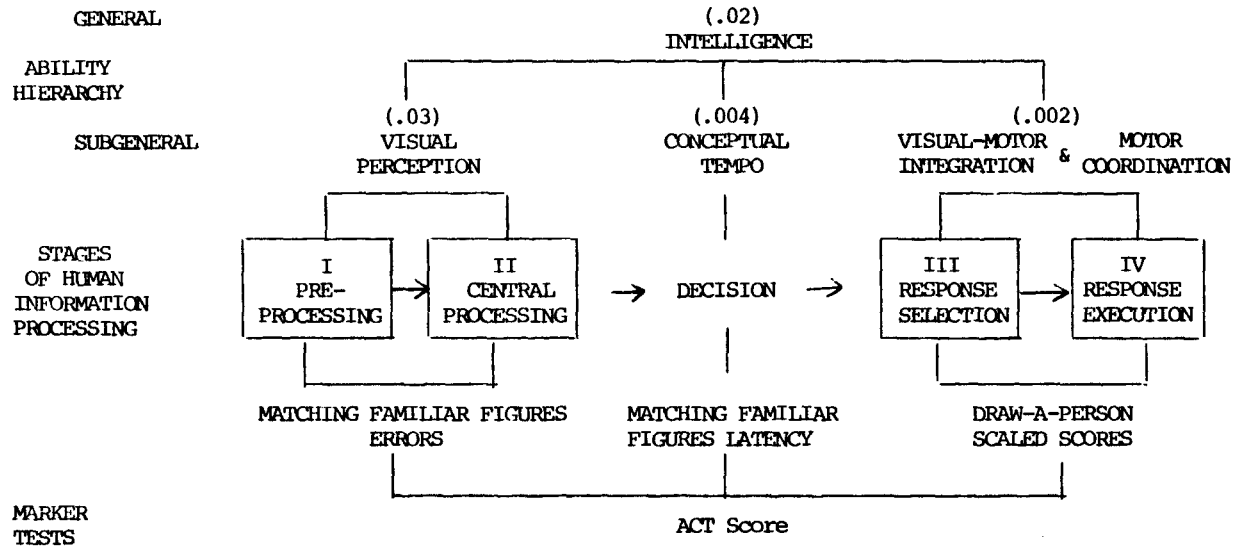 GENERAL
(.02)
INTELLIGENCE
ABILITY
HIERARCHY
SUBGENERAL
(.03)
VISUAL
PERCEPTION
(.004)
CONCEPTUAL
TEMPO
(.002)
VISUAL-MOTOR
INTEGRATION
&
MOTOR
COORDINATION
STAGES
OF HUMAN
INFORMATION
PROCESSING
I
PRE-
PROCESSING
II
CENTRAL
PROCESSING
DECISION
III
RESPONSE
SELECTION
IV
RESPONSE
EXECUTION
MATCHING FAMILIAR FIGURES
ERRORS
MATCHING FAMILIAR
FIGURES LATENCY
DRAW-A-PERSON
SCALED SCORES
MARKER
TESTS
ACT Score